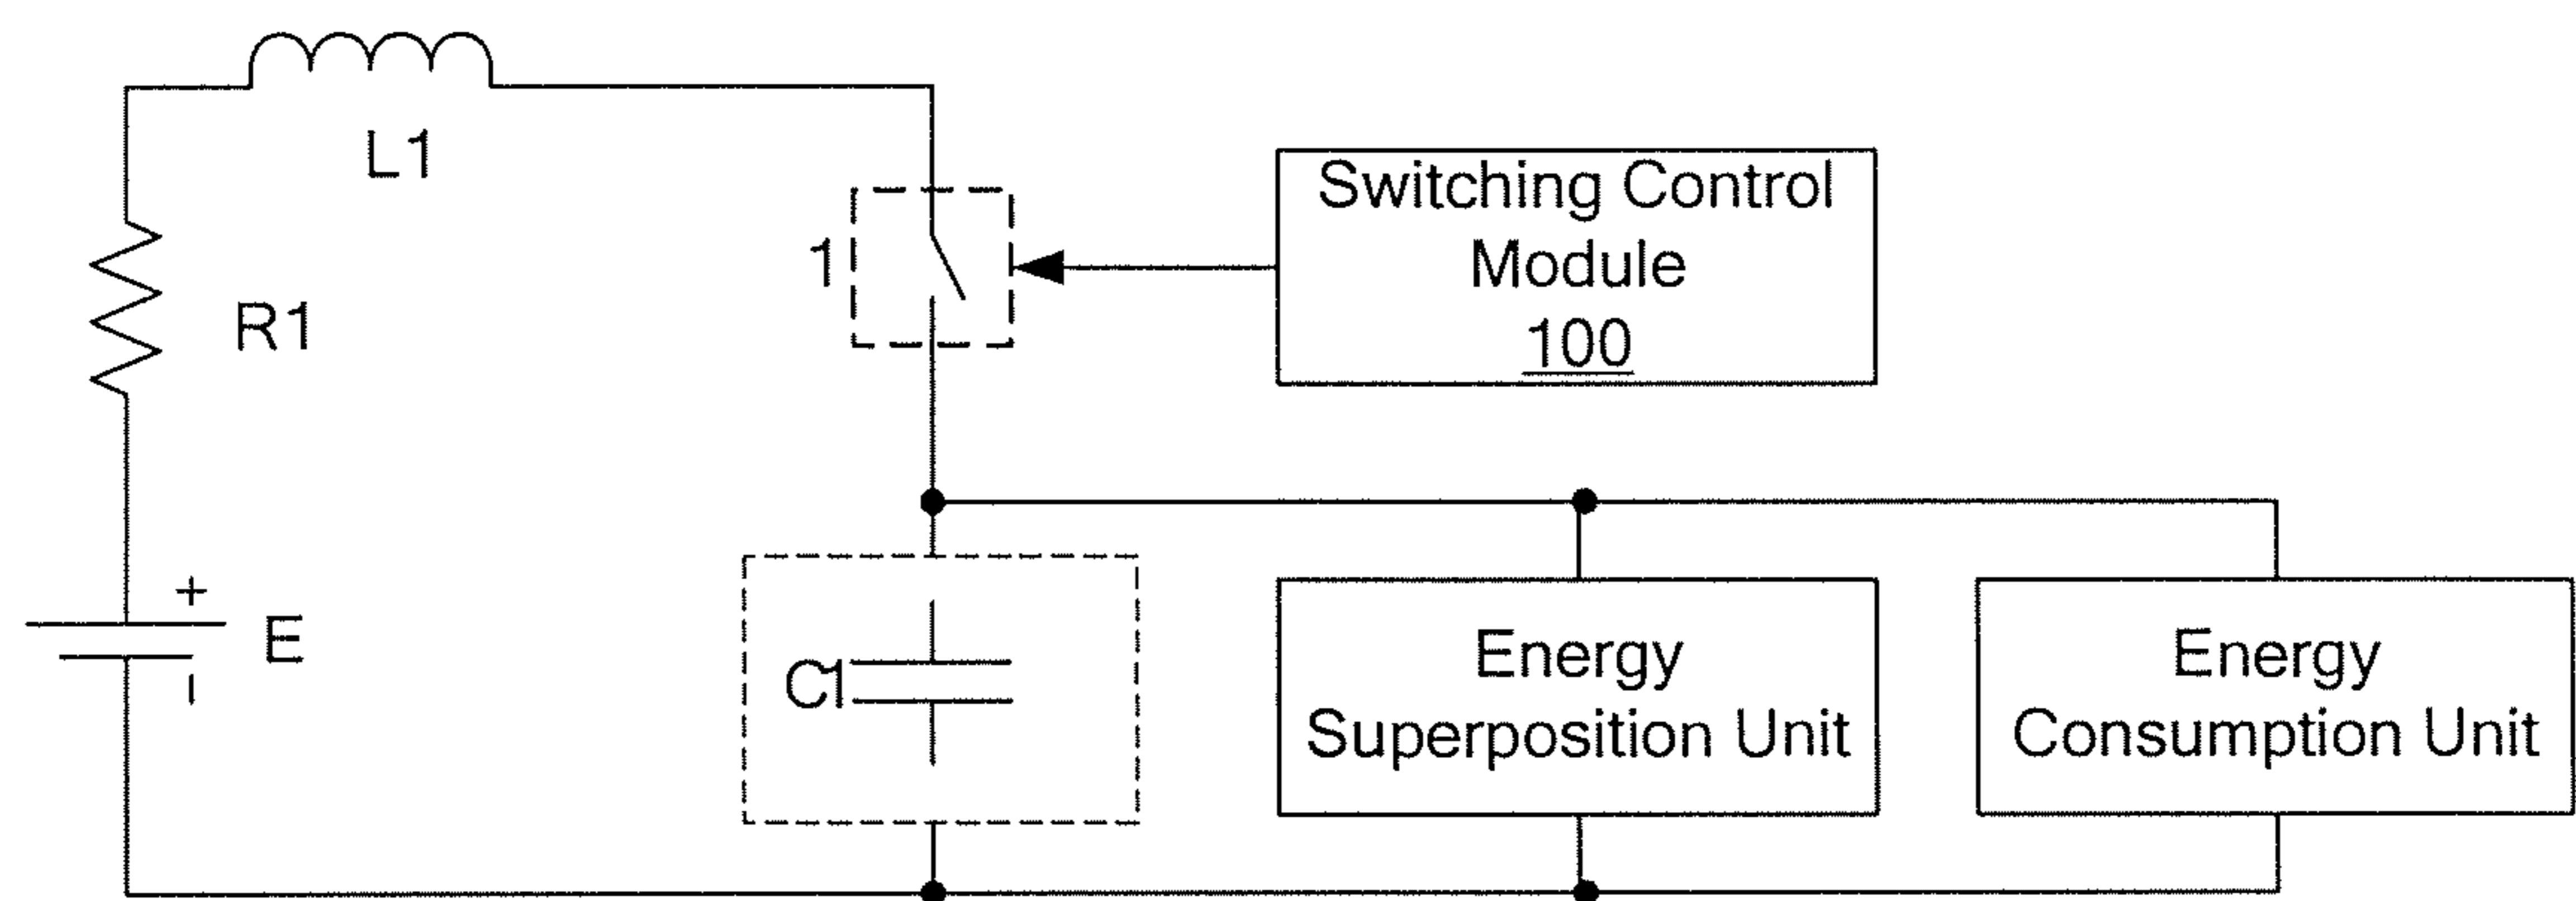 L1
R1
1
Switching Control
Module
100
+
E
-
C1
Energy
Superposition Unit
Energy
Consumption Unit